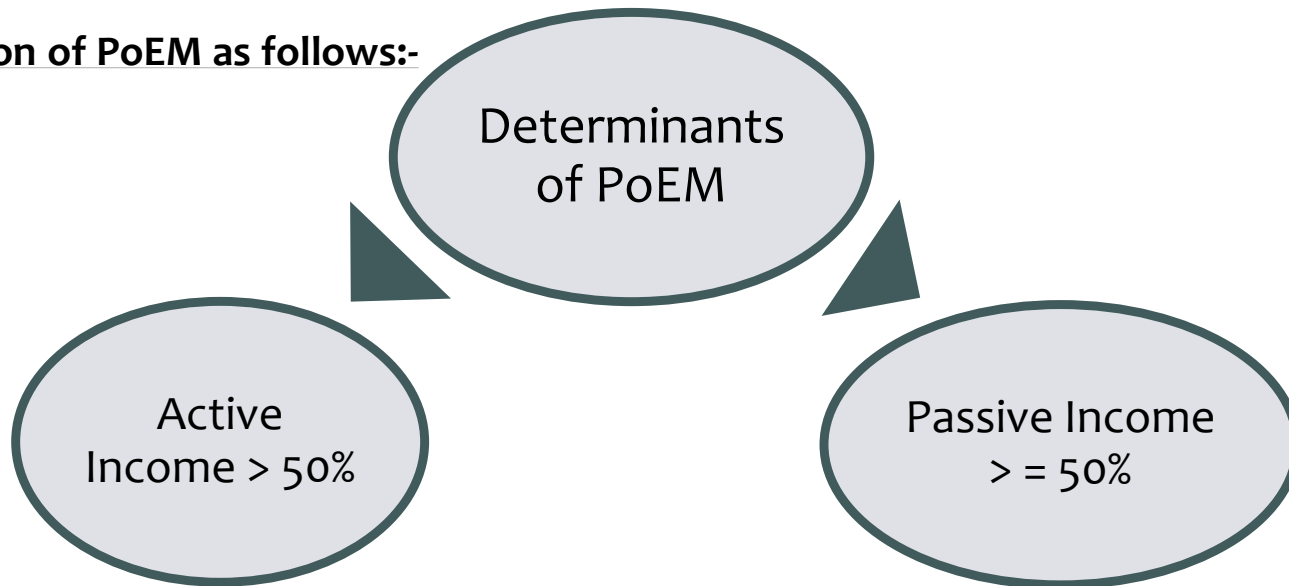 on of PoEM as follows:-
Determinants
of PoEM
Active
Income > 50%
Passive Income
> = 50%